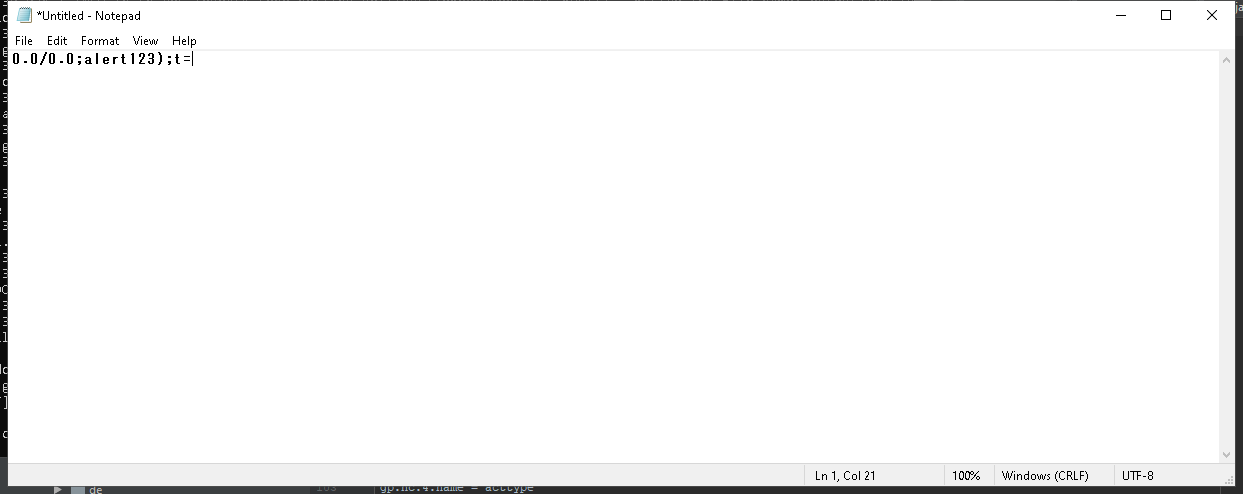 *Untitled - Notepad
File Edit Format View Help
0.0/0.0;alert123);t=
Ln 1, Col 21 100% Windows (CRLF) UTF-8
de
gp.nc.4.name = acctype